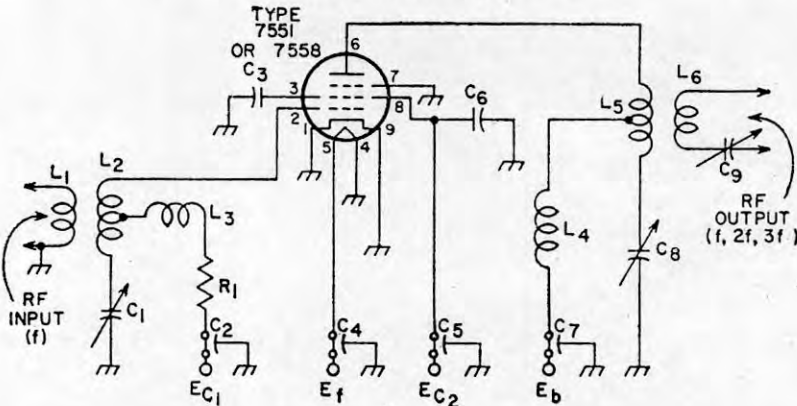 TYPE
7551
OR 7558
C3
6
3
2
7
8
1
5
4
9
C6
L5
L6
C9
RF
OUTPUT
(f, 2f, 3f)
L1
L2
L3
L4
C8
RF
INPUT
(f)
C1
R1
C2
C4
C5
C7
EC1
Ef
EC2
Eb